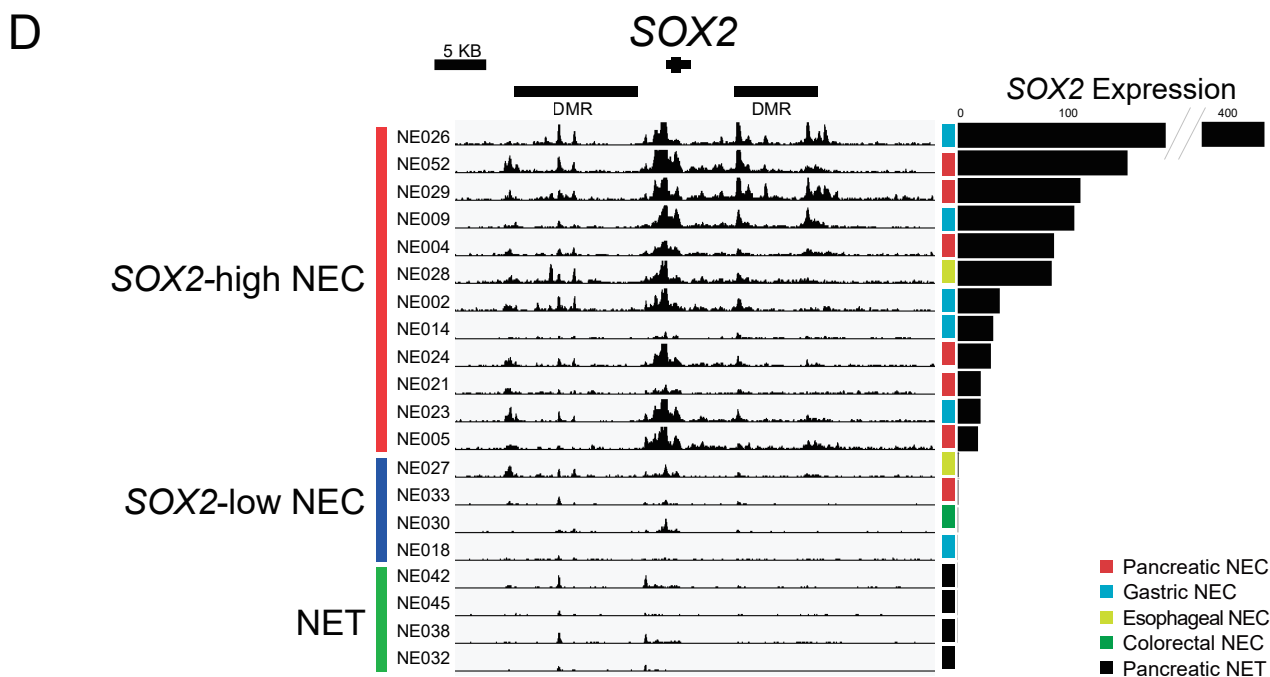 D
SOX2
5 KB
DMR
DMR
SOX2 Expression
0
100
400
SOX2-high NEC
NE026
NE052
NE029
NE009
NE004
NE028
NE002
NE014
NE024
NE021
NE023
NE005
SOX2-low NEC
NE027
NE033
NE030
NE018
NET
NE042
NE045
NE038
NE032
Pancreatic NEC
Gastric NEC
Esophageal NEC
Colorectal NEC
Pancreatic NET